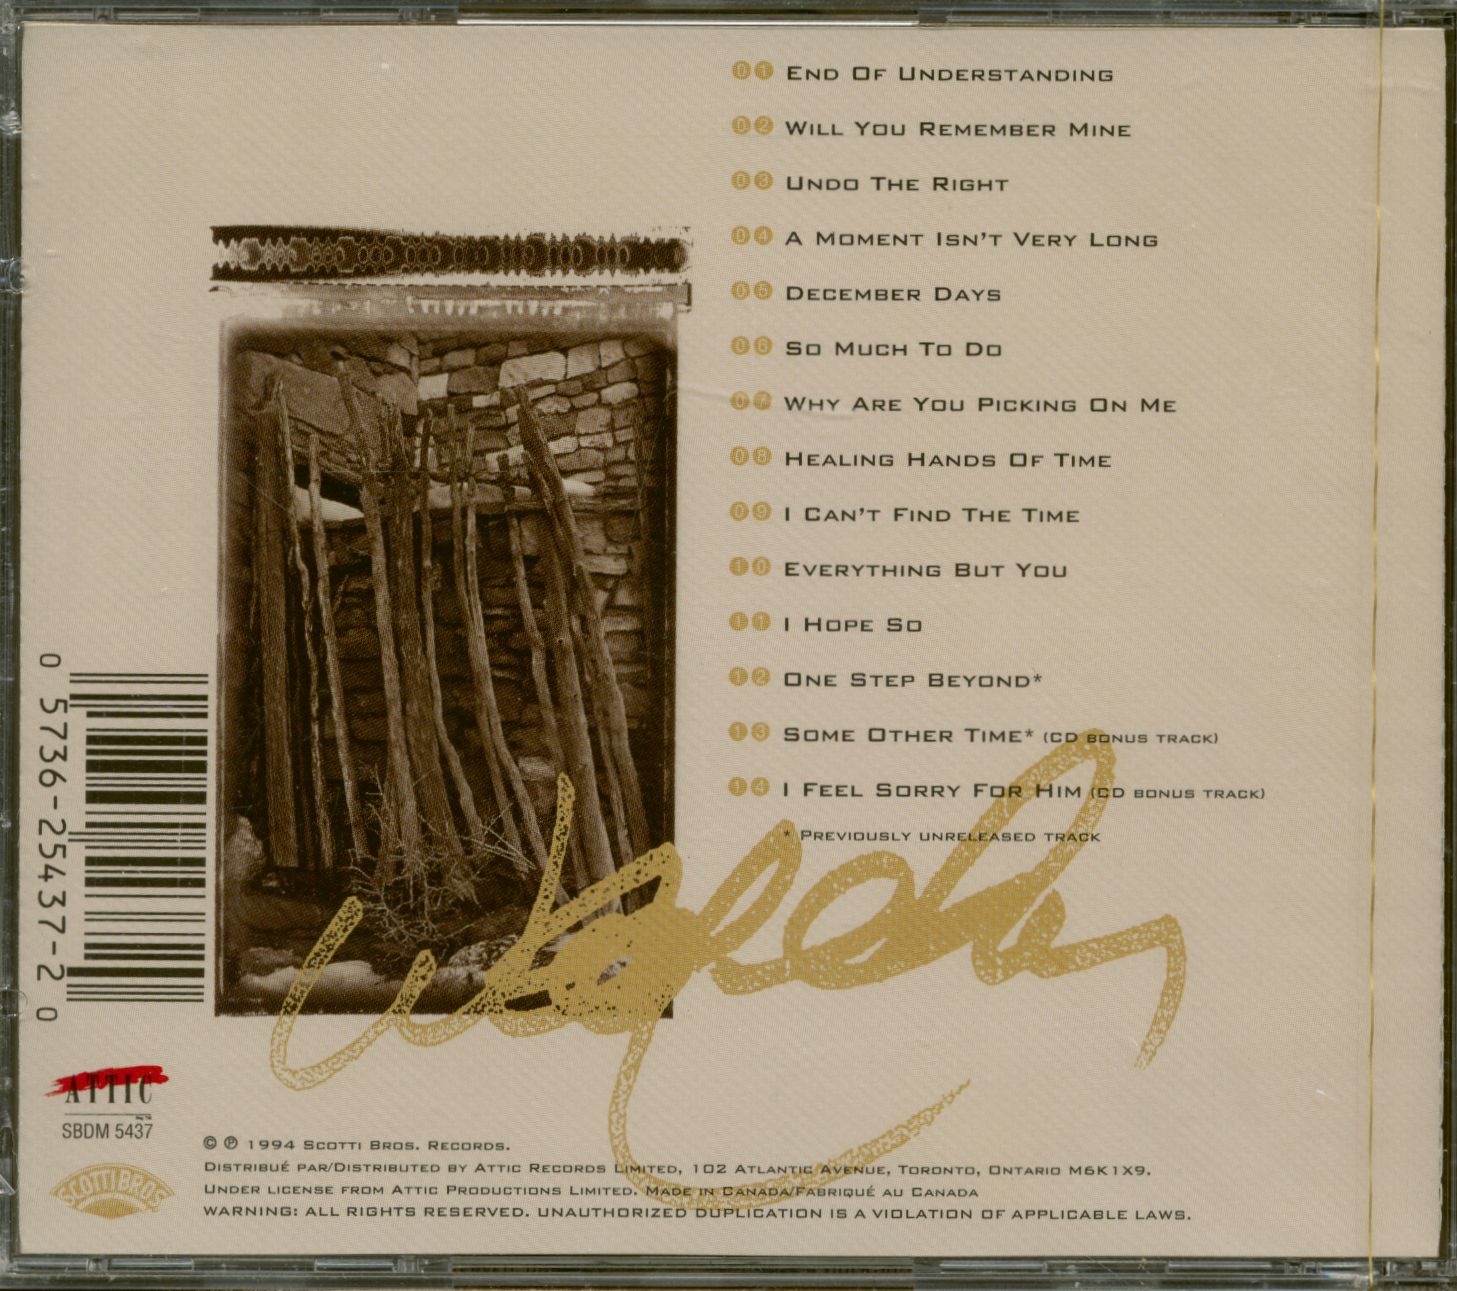 01 END OF UNDERSTANDING
02 WILL YOU REMEMBER MINE
03 UNDO THE RIGHT
04 A MOMENT ISN'T VERY LONG
05 DECEMBER DAYS
06 SO MUCH TO DO
07 WHY ARE YOU PICKING ON ME
08 HEALING HANDS OF TIME
09 I CAN'T FIND THE TIME
10 EVERYTHING BUT YOU
11 I HOPE SO
12 ONE STEP BEYOND*
13 SOME OTHER TIME* (CD BONUS TRACK)
14 I FEEL SORRY FOR HIM (CD BONUS TRACK)
* PREVIOUSLY UNRELEASED TRACK
0 5736-25437-2 0
ATTIC
SBDM 5437
SCOTTI BROS
© ℗ 1994 SCOTTI BROS. RECORDS.
DISTRIBUÉ PAR/DISTRIBUTED BY ATTIC RECORDS LIMITED, 102 ATLANTIC AVENUE, TORONTO, ONTARIO M6K1X9.
UNDER LICENSE FROM ATTIC PRODUCTIONS LIMITED. MADE IN CANADA/FABRIQUÉ AU CANADA
WARNING: ALL RIGHTS RESERVED. UNAUTHORIZED DUPLICATION IS A VIOLATION OF APPLICABLE LAWS.